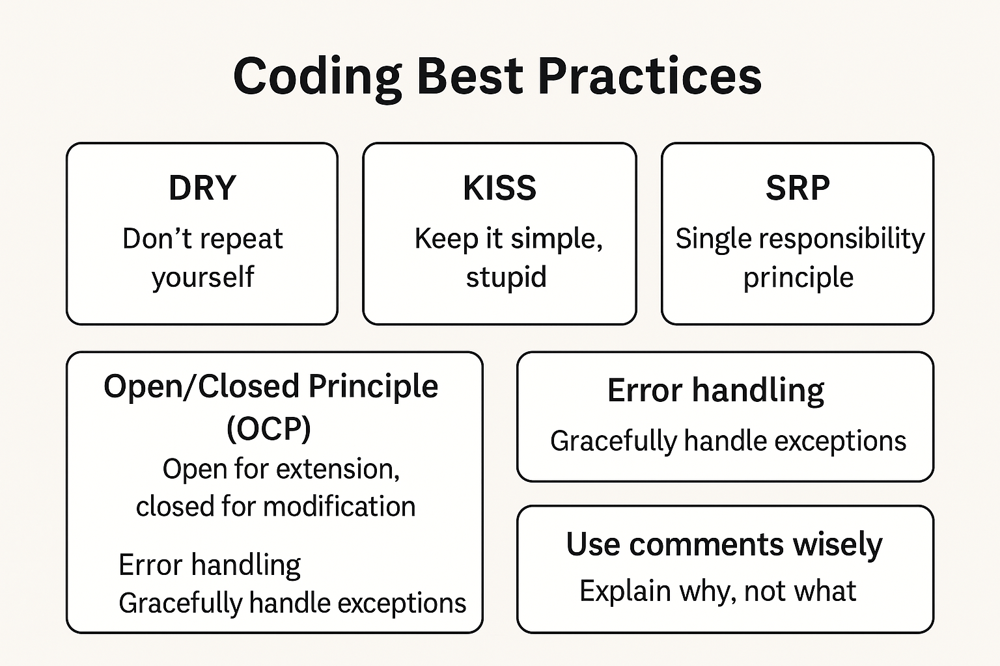 Coding Best Practices
DRY
Don’t repeat
yourself
KISS
Keep it simple,
stupid
SRP
Single responsibility
principle
Open/Closed Principle
(OCP)
Open for extension,
closed for modification
Error handling
Gracefully handle exceptions
Error handling
Gracefully handle exceptions
Use comments wisely
Explain why, not what